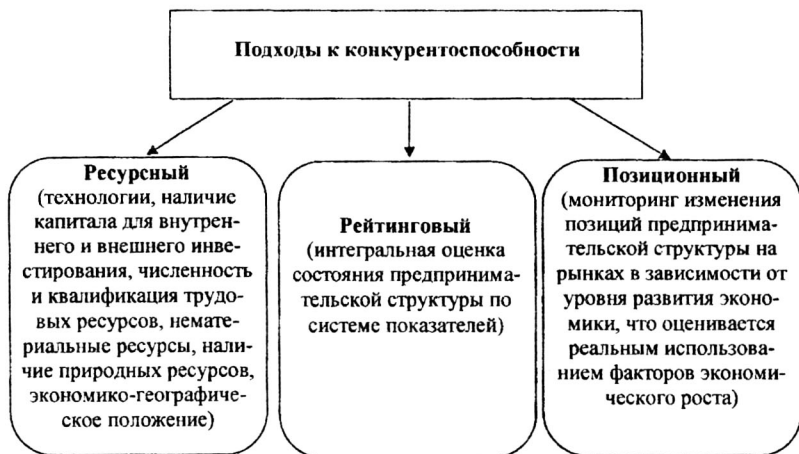 Подходы к конкурентоспособности
Ресурсный
(технологии, наличие
капитала для внутрен-
него и внешнего инве-
стирования, численность
и квалификация трудо-
вых ресурсов, нематe-
риальные ресурсы, нали-
чие природных ресурсов,
экономико-географиче-
ское положение)
Рейтинговый
(интегральная оценка
состояния предпринима-
тельской структуры по
системе показателей)
Позиционный
(мониторинг изменения
позиций предпринима-
тельской структуры на
рынках в зависимости от
уровня развития эконо-
мики, что оценивается
реальным использова-
нием факторов экономи-
ческого роста)